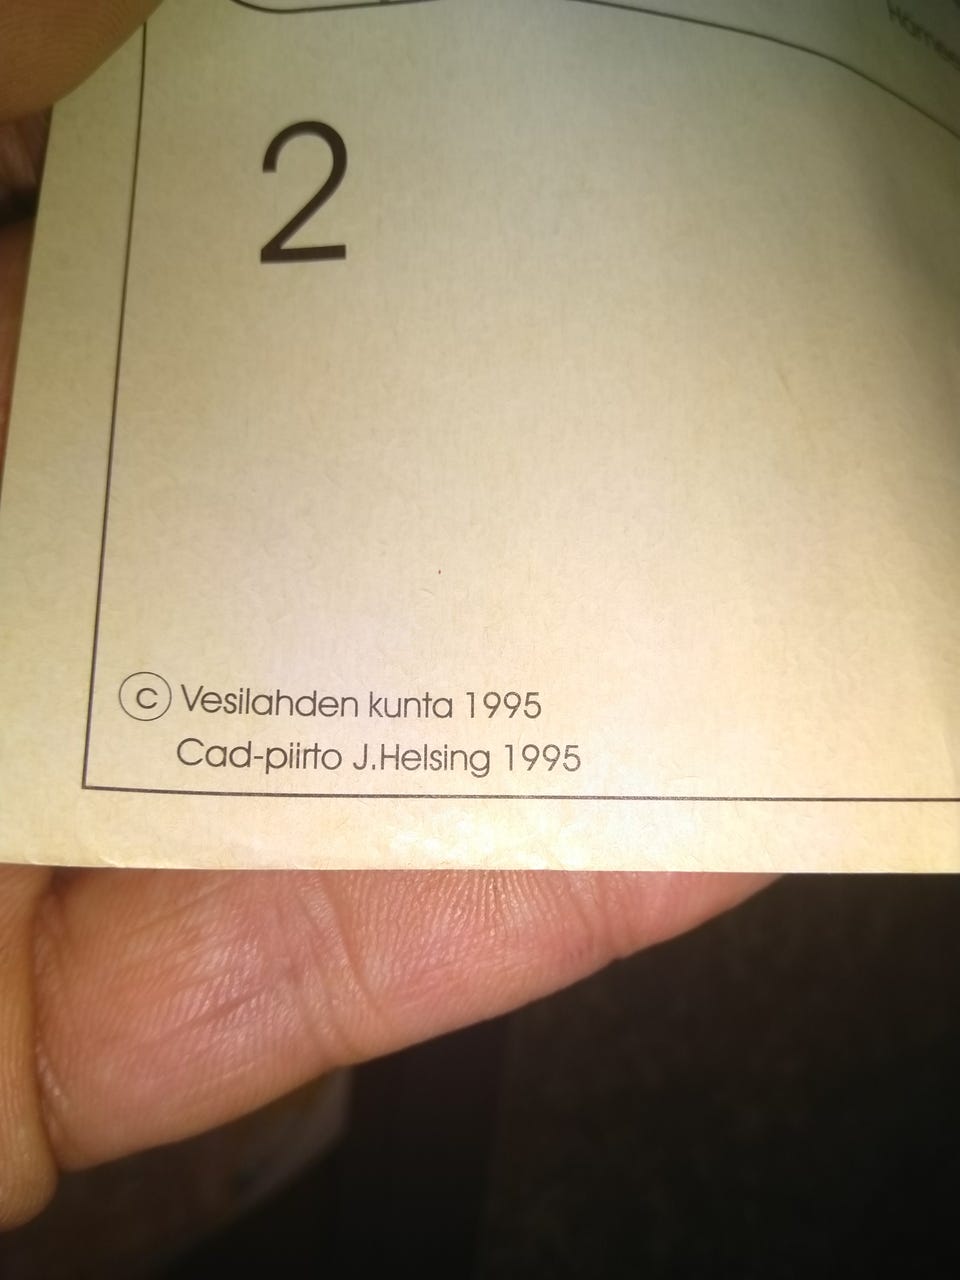 2
© Vesilahden kunta 1995
Cad-piirto J.Helsing 1995